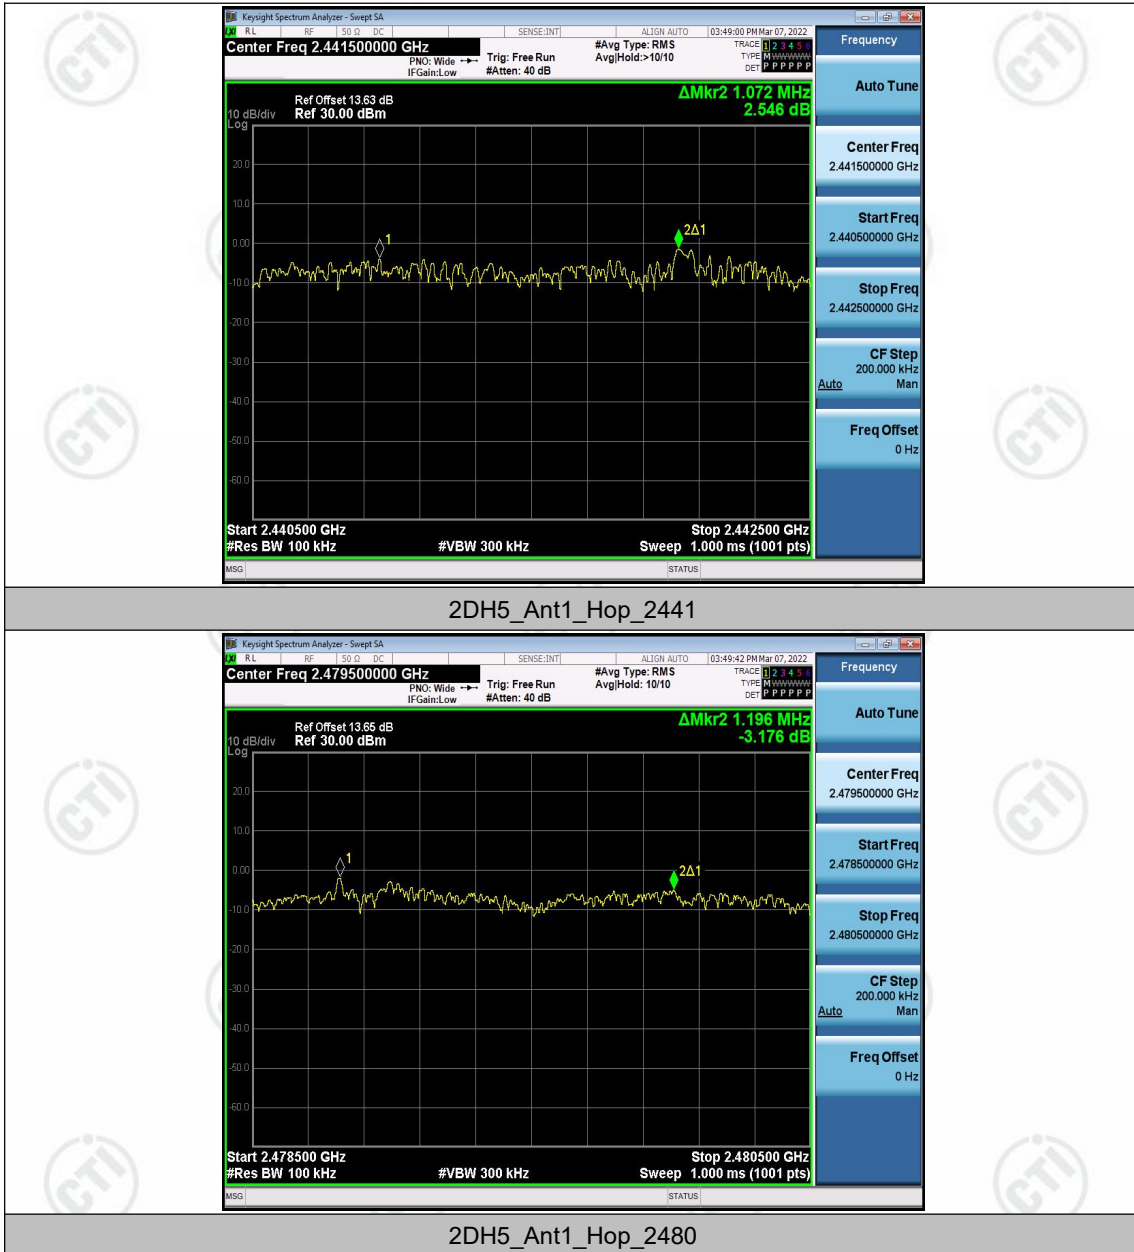 Keysight Spectrum Analyzer - Swept SA
LXI RL RF 50 Ω DC SENSE:INT ALIGN AUTO 03:49:00 PM Mar 07, 2022
Center Freq 2.441500000 GHz
#Avg Type: RMS
TRACE 1 2 3 4 5 6
PNO: Wide
Trig: Free Run
Avg|Hold:>10/10
TYPE M W W W W W
IFGain:Low
#Atten: 40 dB
DET P P P P P P
Frequency
Auto Tune
ΔMkr2 1.072 MHz
2.546 dB
Ref Offset 13.63 dB
10 dB/div Ref 30.00 dBm
Log
20.0
10.0
0.00
-10.0
-20.0
-30.0
-40.0
-50.0
-60.0
1
2Δ1
Center Freq
2.441500000 GHz
Start Freq
2.440500000 GHz
Stop Freq
2.442500000 GHz
CF Step
200.000 kHz
Auto Man
Freq Offset
0 Hz
Start 2.440500 GHz Stop 2.442500 GHz
#Res BW 100 kHz #VBW 300 kHz Sweep 1.000 ms (1001 pts)
MSG STATUS
2DH5_Ant1_Hop_2441
Keysight Spectrum Analyzer - Swept SA
LXI RL RF 50 Ω DC SENSE:INT ALIGN AUTO 03:49:42 PM Mar 07, 2022
Center Freq 2.479500000 GHz
#Avg Type: RMS
TRACE 1 2 3 4 5 6
PNO: Wide
Trig: Free Run
Avg|Hold: 10/10
TYPE M W W W W W
IFGain:Low
#Atten: 40 dB
DET P P P P P P
Frequency
Auto Tune
ΔMkr2 1.196 MHz
-3.176 dB
Ref Offset 13.65 dB
10 dB/div Ref 30.00 dBm
Log
20.0
10.0
0.00
-10.0
-20.0
-30.0
-40.0
-50.0
-60.0
1
2Δ1
Center Freq
2.479500000 GHz
Start Freq
2.478500000 GHz
Stop Freq
2.480500000 GHz
CF Step
200.000 kHz
Auto Man
Freq Offset
0 Hz
Start 2.478500 GHz Stop 2.480500 GHz
#Res BW 100 kHz #VBW 300 kHz Sweep 1.000 ms (1001 pts)
MSG STATUS
2DH5_Ant1_Hop_2480
CTI
CTI
CTI
CTI
CTI
CTI
CTI
CTI